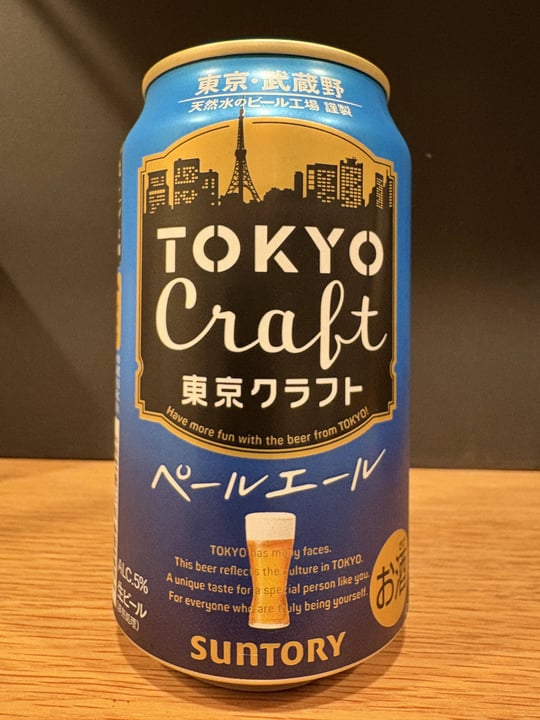 東京・武蔵野
天然水のビール工場 謹製
TOKYO
Craft
東京クラフト
Have more fun with the beer from TOKYO!
ペールエール
TOKYO has many faces.
This beer reflects the culture in TOKYO.
A unique taste for a special person like you.
For everyone who are truly being yourself.
ALC.5%
生ビール
お酒
SUNTORY